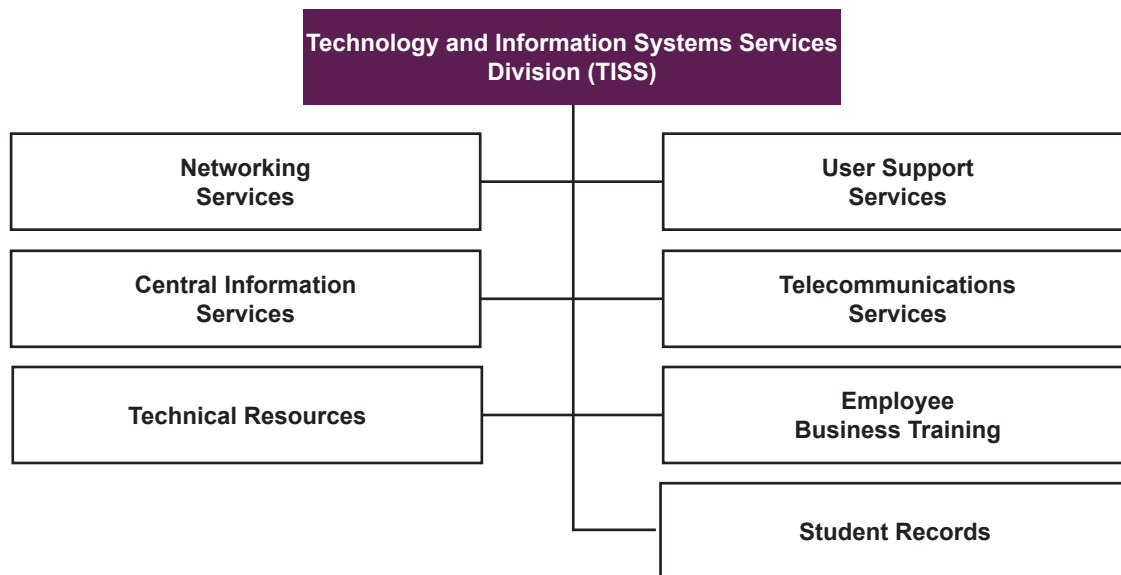 Technology and Information Systems Services
Division (TISS)
Networking
Services
User Support
Services
Central Information
Services
Telecommunications
Services
Technical Resources
Employee
Business Training
Student Records